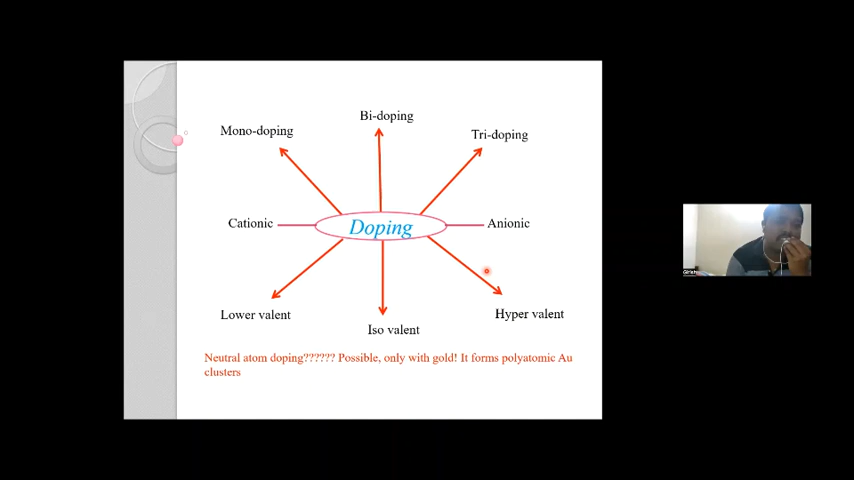 Bi-doping
Mono-doping
Tri-doping
Cationic
Doping
Anionic
Lower valent
Iso valent
Hyper valent
Neutral atom doping?????? Possible, only with gold! It forms polyatomic Au
clusters